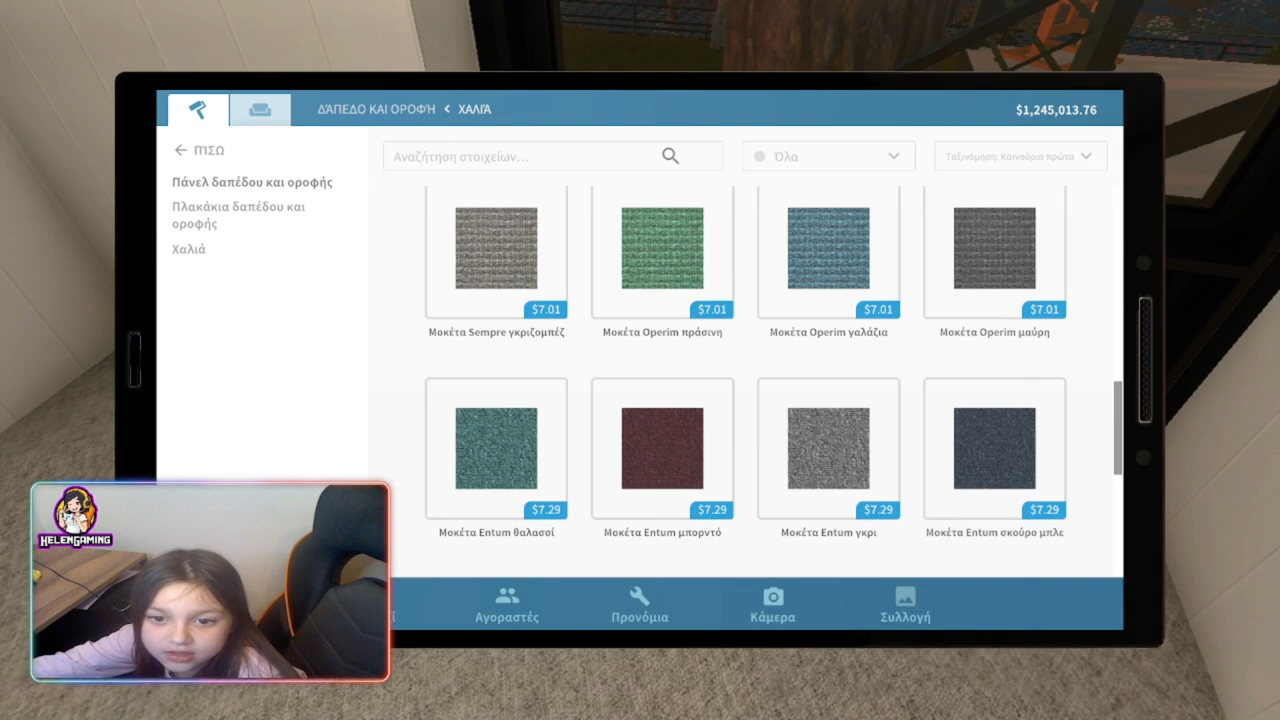 ΔΆΠΕΔΟ ΚΑΙ ΟΡΟΦΉ < ΧΑΛΙΆ
$1,245,013.76
ΠΊΣΩ
Αναζήτηση στοιχείων...
Όλα
Ταξινόμηση: Καινούρια πρώτα
Πάνελ δαπέδου και οροφής
Πλακάκια δαπέδου και
οροφής
Χαλιά
$7.01
$7.01
$7.01
$7.01
Μοκέτα Sempre γκριζομπέζ
Μοκέτα Operim πράσινη
Μοκέτα Operim γαλάζια
Μοκέτα Operim μαύρη
$7.29
$7.29
$7.29
$7.29
Μοκέτα Entum θαλασσί
Μοκέτα Entum μπορντό
Μοκέτα Entum γκρι
Μοκέτα Entum σκούρο μπλε
HELENGAMING
Αγοραστές
Προνόμια
Κάμερα
Συλλογή